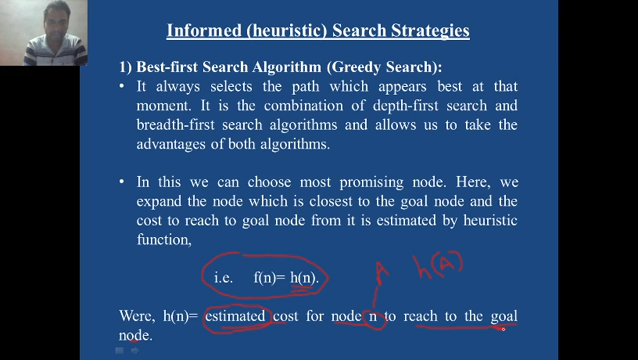 Informed (heuristic) Search Strategies
1) Best-first Search Algorithm (Greedy Search):
• It always selects the path which appears best at that
moment. It is the combination of depth-first search and
breadth-first search algorithms and allows us to take the
advantages of both algorithms.
• In this we can choose most promising node. Here, we
expand the node which is closest to the goal node and the
cost to reach to goal node from it is estimated by heuristic
function,
A h(A)
i.e. f(n)= h(n).
Were, h(n)= estimated cost for node n to reach to the goal
node.